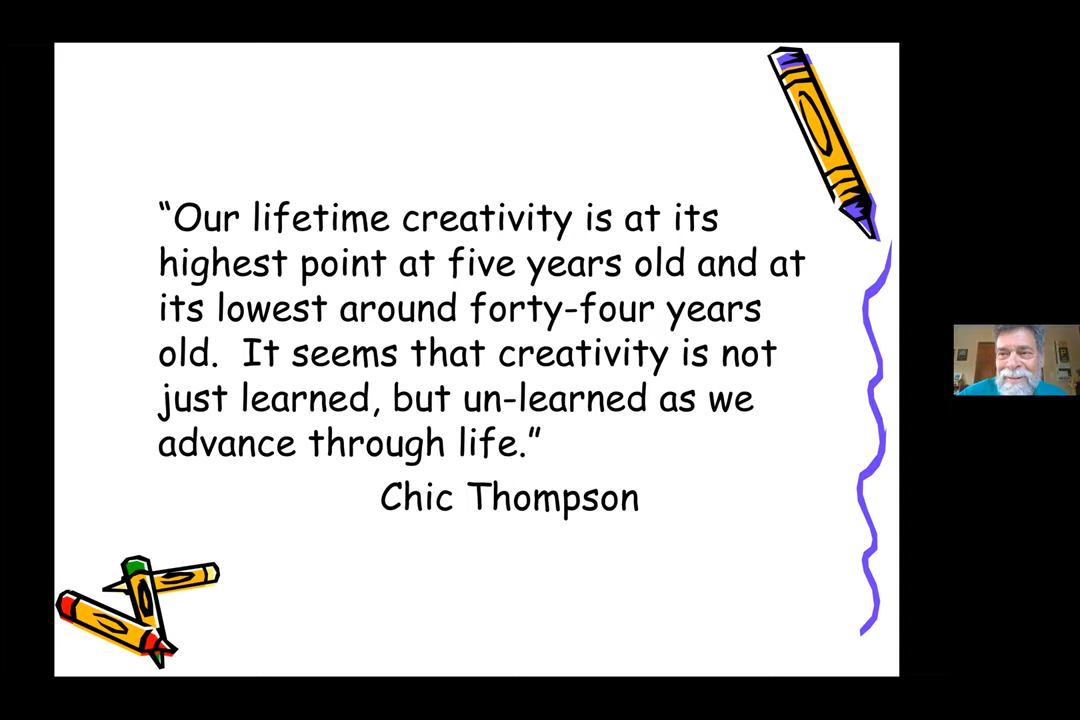 “Our lifetime creativity is at its
highest point at five years old and at
its lowest around forty-four years
old.  It seems that creativity is not
just learned, but un-learned as we
advance through life.”
Chic Thompson